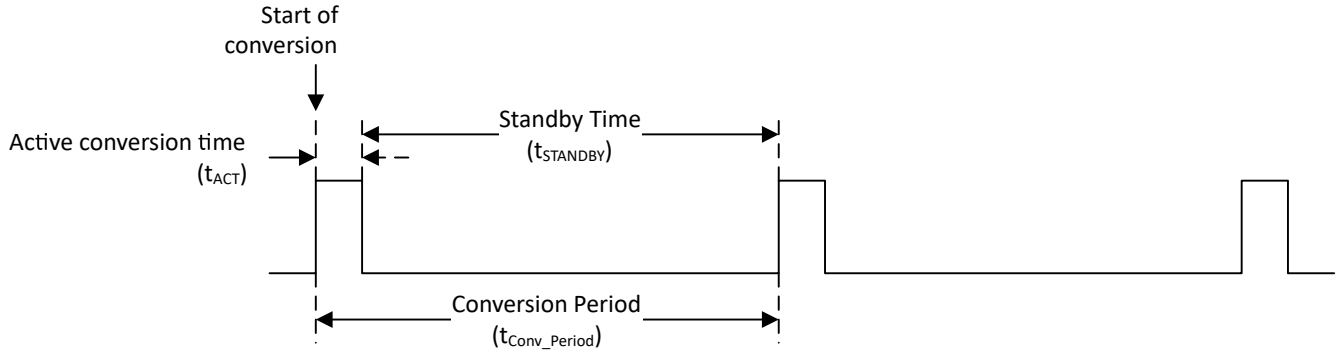 Start of
conversion
Active conversion time
(tACT)
Standby Time
(tSTANDBY)
Conversion Period
(tConv_Period)